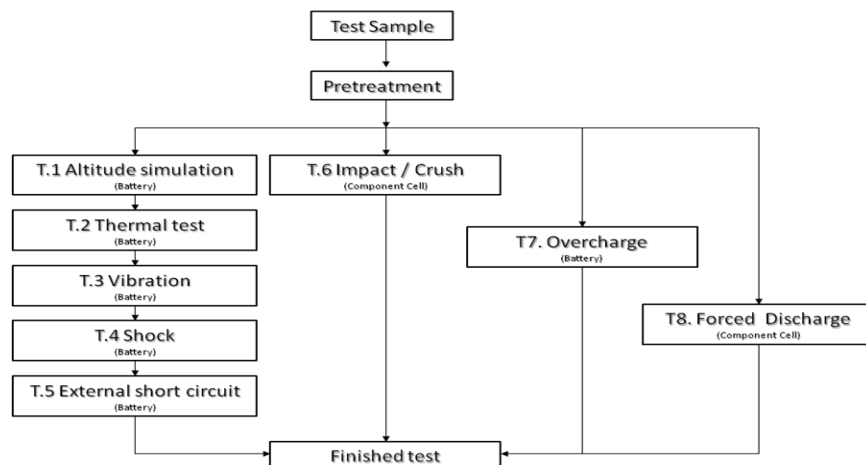 Test Sample
Pretreatment
T.1 Altitude simulation
(Battery)
T.2 Thermal test
(Battery)
T.3 Vibration
(Battery)
T.4 Shock
(Battery)
T.5 External short circuit
(Battery)
T.6 Impact / Crush
(Component Cell)
T7. Overcharge
(Battery)
T8. Forced Discharge
(Component Cell)
Finished test